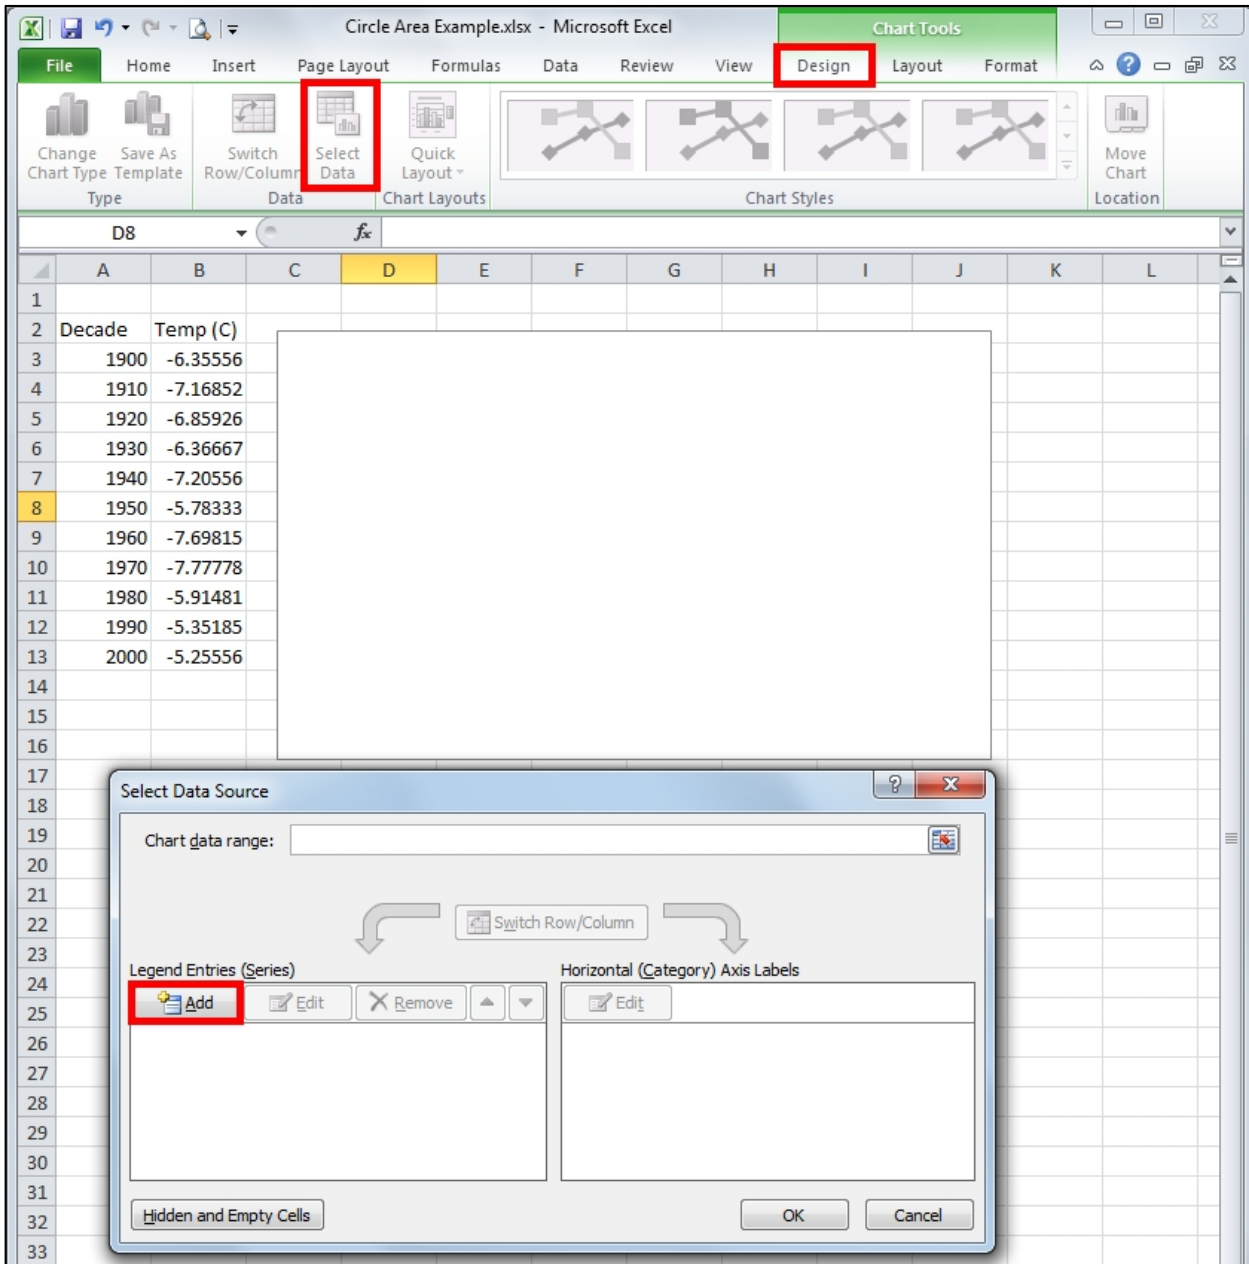 Circle Area Example.xlsx - Microsoft Excel
Chart Tools
File Home Insert Page Layout Formulas Data Review View Design Layout Format
Change Chart Type
Save As Template
Switch Row/Column
Select Data
Quick Layout
Move Chart
Type Data Chart Layouts Chart Styles Location
D8 fx
A B C D E F G H I J K L
1
2 Decade Temp (C)
3 1900 -6.35556
4 1910 -7.16852
5 1920 -6.85926
6 1930 -6.36667
7 1940 -7.20556
8 1950 -5.78333
9 1960 -7.69815
10 1970 -7.77778
11 1980 -5.91481
12 1990 -5.35185
13 2000 -5.25556
14
15
16
17
18
19
20
21
22
23
24
25
26
27
28
29
30
31
32
33
Select Data Source
Chart data range:
Switch Row/Column
Legend Entries (Series) Horizontal (Category) Axis Labels
Add Edit Remove Edit
Hidden and Empty Cells OK Cancel